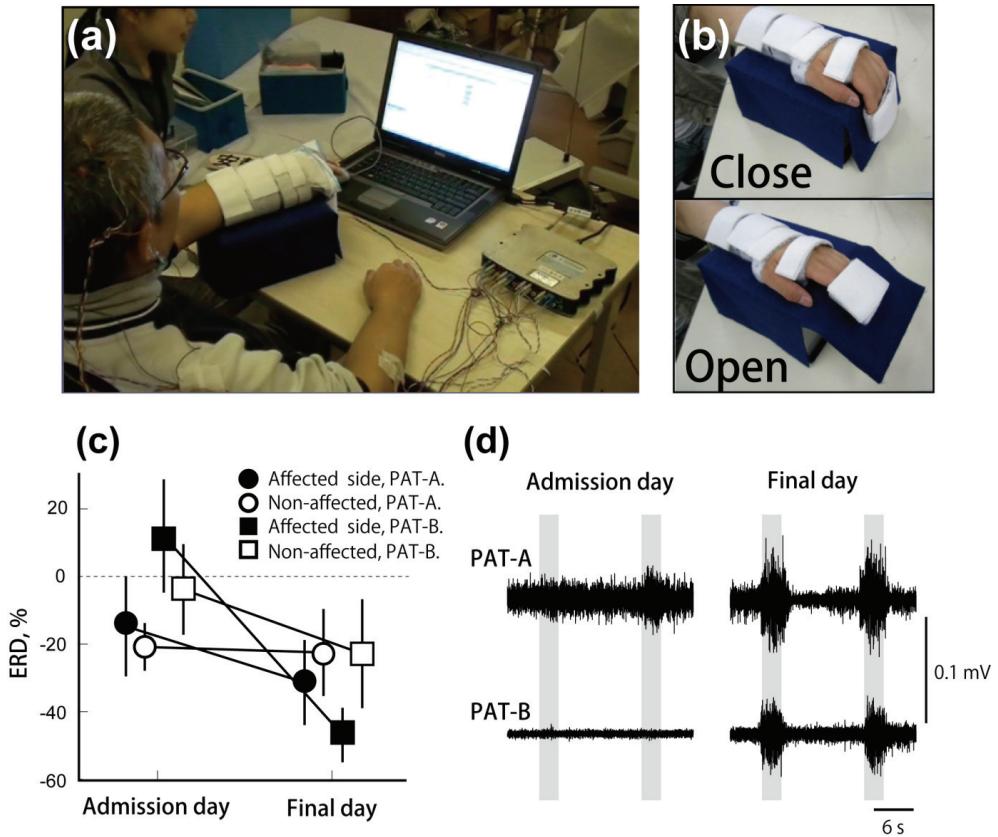 (a)
(b)
Close
Open
(c)
Affected side, PAT-A.
Non-affected, PAT-A.
Affected side, PAT-B.
Non-affected, PAT-B.
20
0
-20
-40
-60
ERD, %
Admission day
Final day
(d)
Admission day
Final day
PAT-A
PAT-B
0.1 mV
6 s